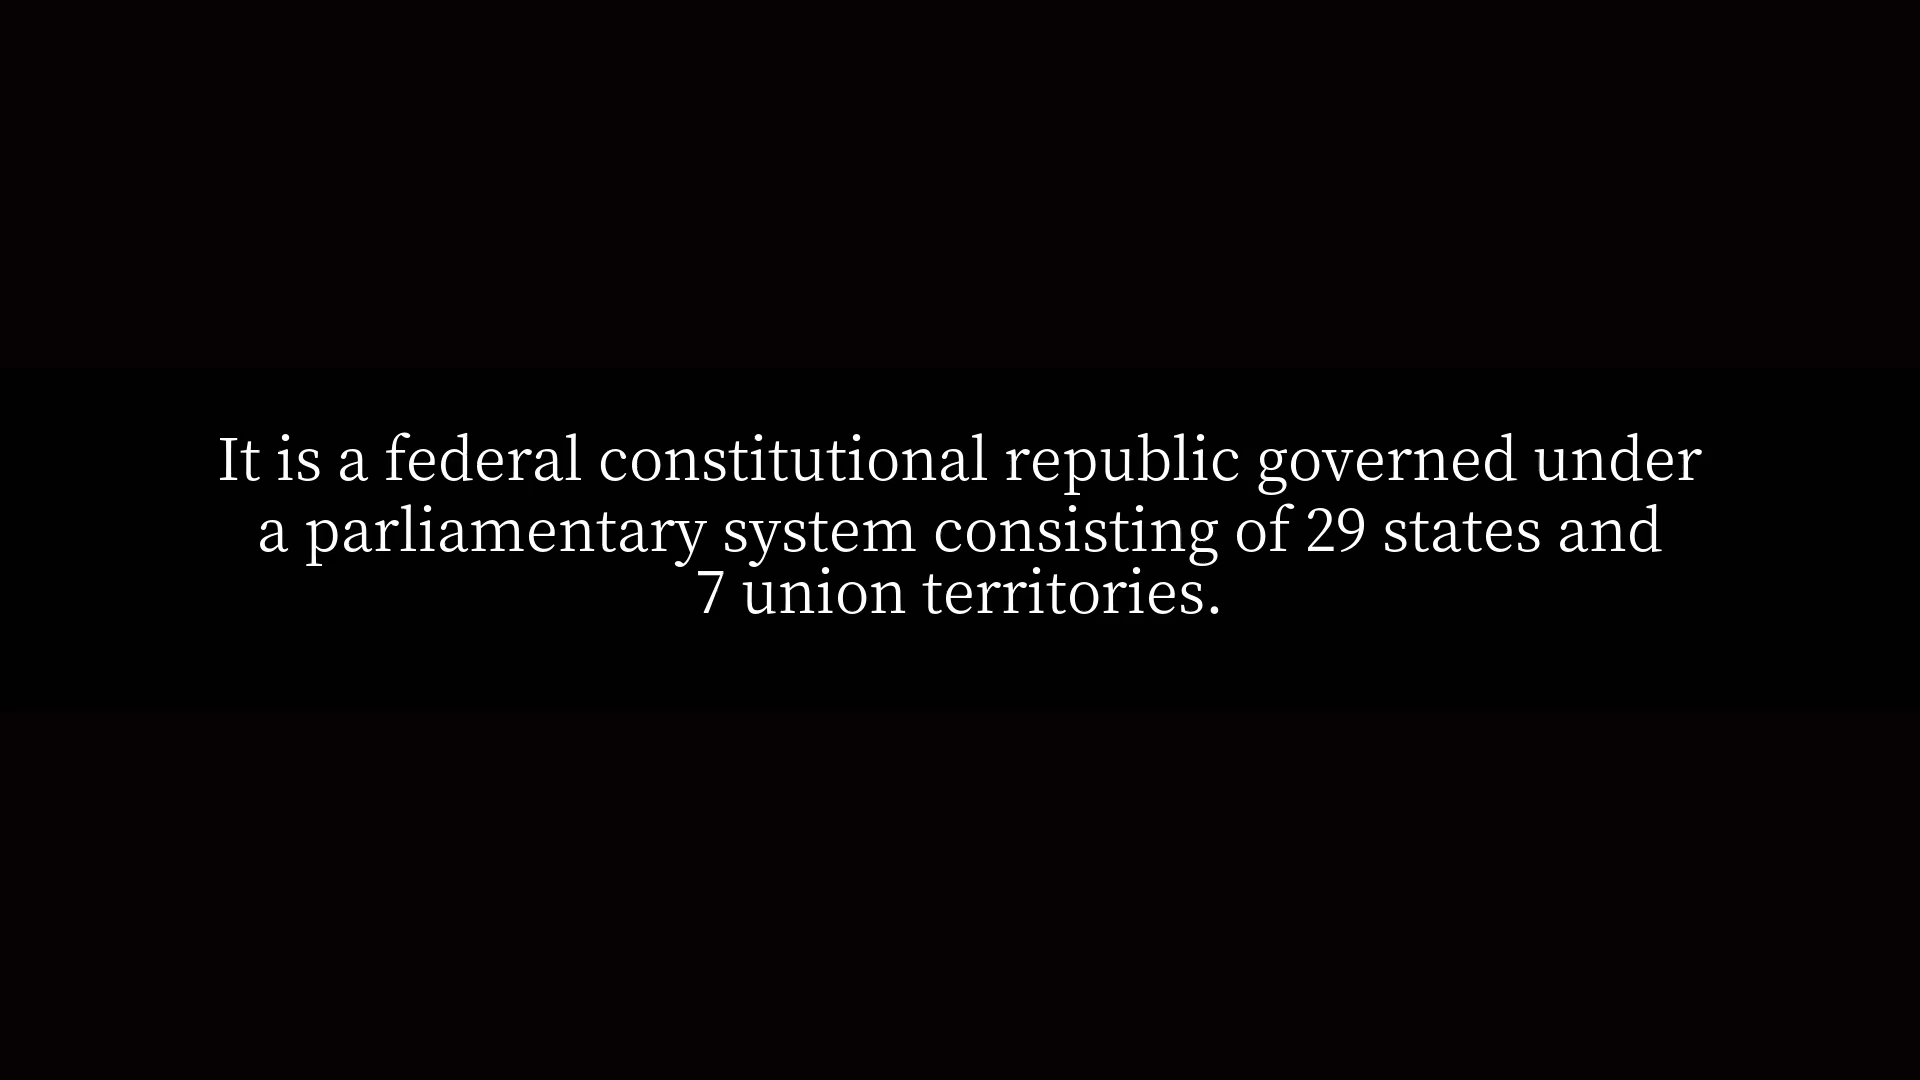 It is a federal constitutional republic governed under
a parliamentary system consisting of 29 states and
7 union territories.